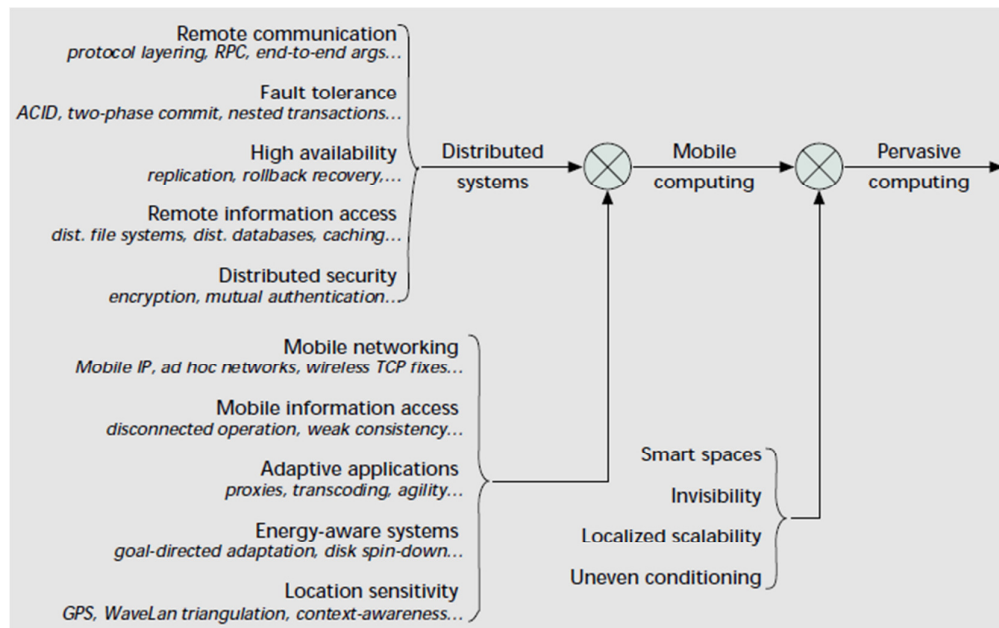 Remote communication
protocol layering, RPC, end-to-end args...
Fault tolerance
ACID, two-phase commit, nested transactions...
High availability
replication, rollback recovery,...
Remote information access
dist. file systems, dist. databases, caching...
Distributed security
encryption, mutual authentication...
Distributed
systems
Mobile
computing
Pervasive
computing
Mobile networking
Mobile IP, ad hoc networks, wireless TCP fixes...
Mobile information access
disconnected operation, weak consistency...
Adaptive applications
proxies, transcoding, agility...
Energy-aware systems
goal-directed adaptation, disk spin-down...
Location sensitivity
GPS, WaveLan triangulation, context-awareness...
Smart spaces
Invisibility
Localized scalability
Uneven conditioning